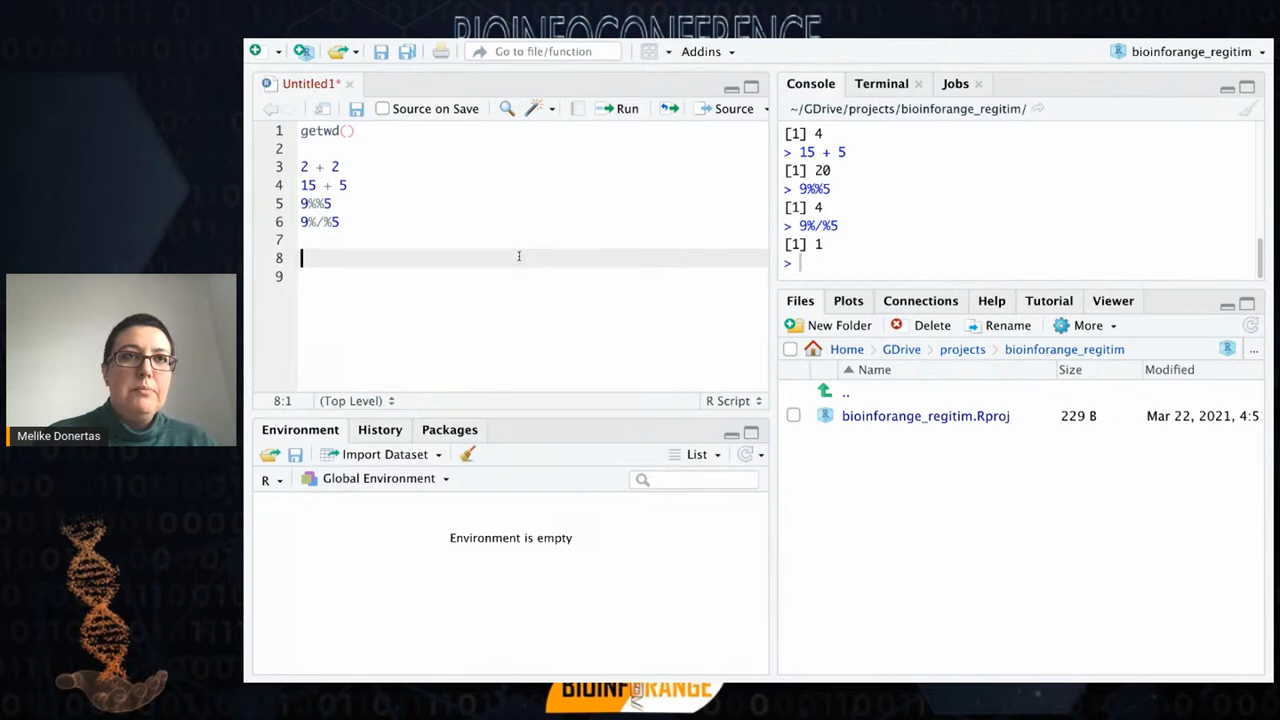 BIOINFOCONFERENCE
Go to file/function
Addins
bioinforange_regitim
Untitled1*
Source on Save
Run
Source
1 getwd()
2
3 2 + 2
4 15 + 5
5 9%%5
6 9%/%5
7
8
9
8:1 (Top Level) R Script
Environment History Packages
Import Dataset
List
R
Global Environment
Environment is empty
Console Terminal Jobs
~/GDrive/projects/bioinforange_regitim/
[1] 4
> 15 + 5
[1] 20
> 9%%5
[1] 4
> 9%/%5
[1] 1
>
Files Plots Connections Help Tutorial Viewer
New Folder Delete Rename More
Home GDrive projects bioinforange_regitim
...
Name Size Modified
..
bioinforange_regitim.Rproj 229 B Mar 22, 2021, 4:5
Melike Donertas
BIOINFORANGE